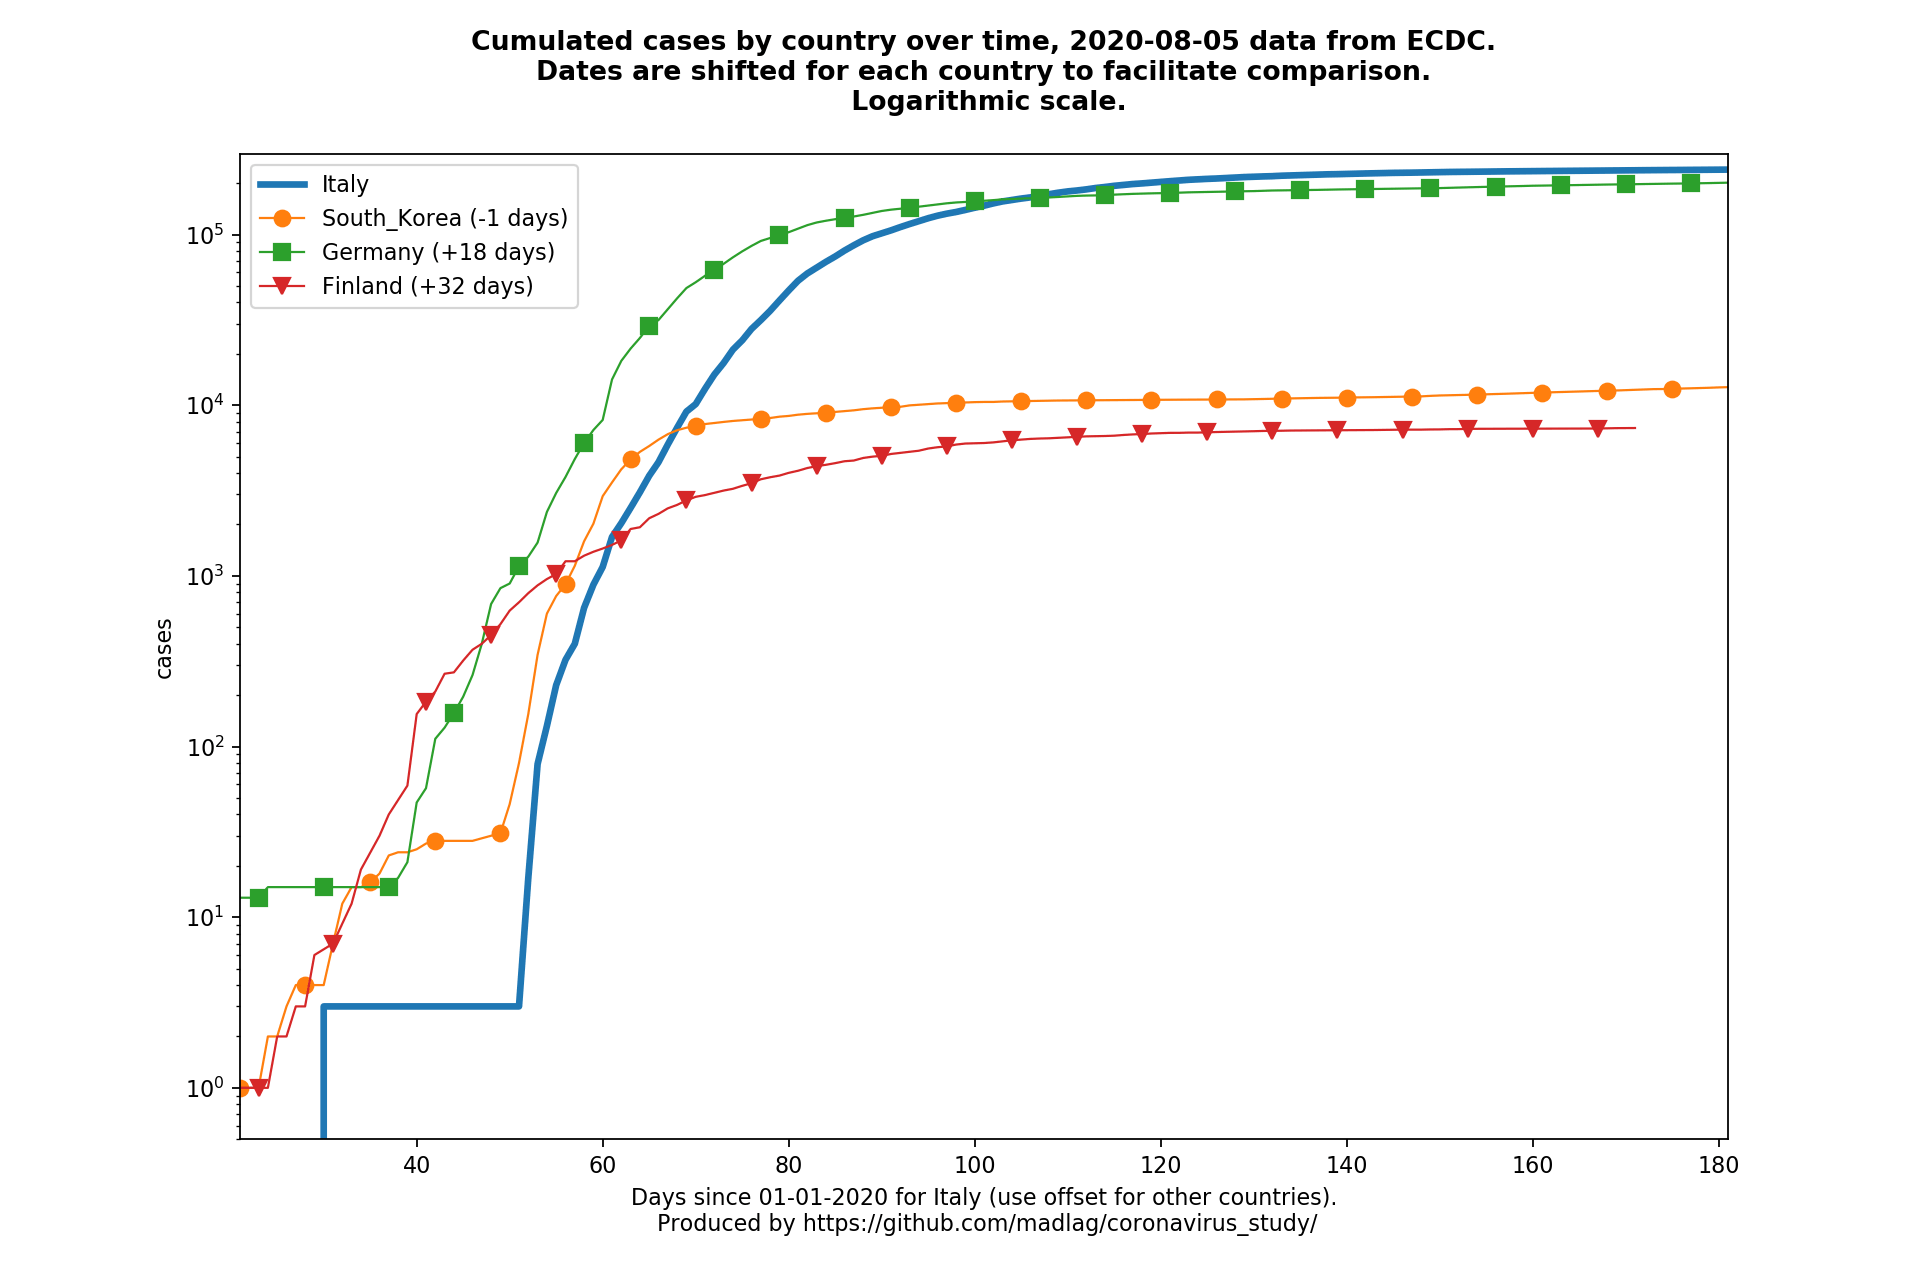 Cumulated cases by country over time, 2020-08-05 data from ECDC.
Dates are shifted for each country to facilitate comparison.
Logarithmic scale.
Italy
South_Korea (-1 days)
Germany (+18 days)
Finland (+32 days)
10^5
10^4
10^3
10^2
10^1
10^0
cases
40 60 80 100 120 140 160 180
Days since 01-01-2020 for Italy (use offset for other countries).
Produced by https://github.com/madlag/coronavirus_study/